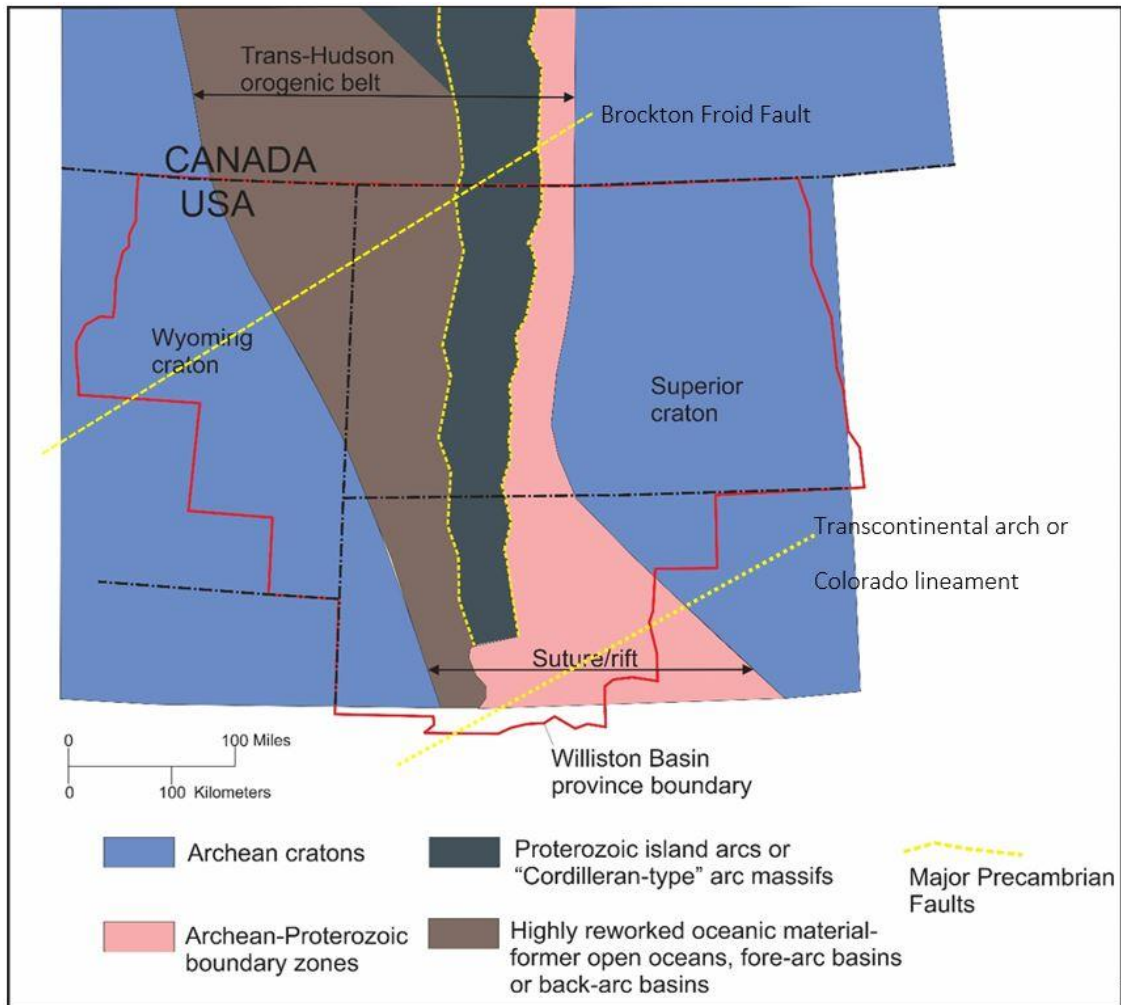 Trans-Hudson
orogenic belt
Brockton Froid Fault
CANADA
USA
Wyoming
craton
Superior
craton
Transcontinental arch or
Colorado lineament
Suture/rift
0 100 Miles
0 100 Kilometers
Williston Basin
province boundary
Archean cratons
Proterozoic island arcs or
“Cordilleran-type” arc massifs
Major Precambrian
Faults
Archean-Proterozoic
boundary zones
Highly reworked oceanic material-
former open oceans, fore-arc basins
or back-arc basins